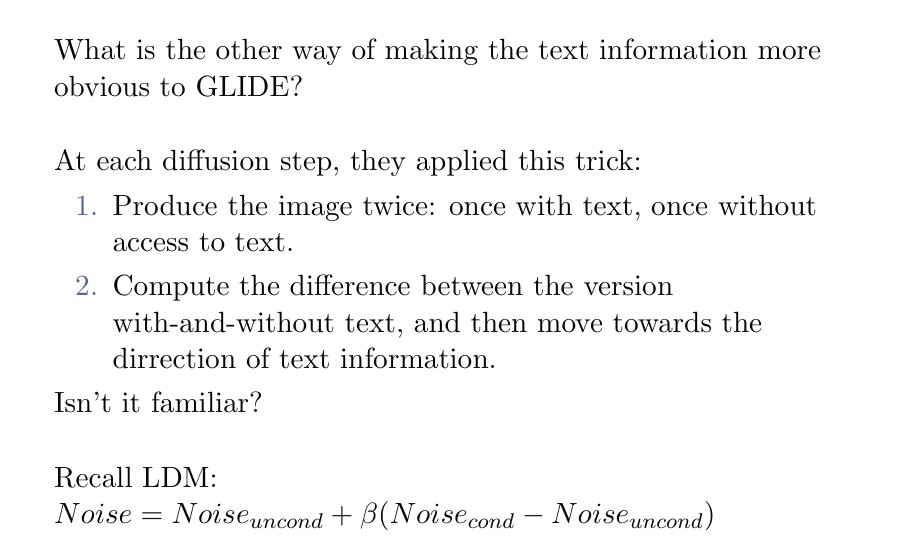 What is the other way of making the text information more
obvious to GLIDE?
At each diffusion step, they applied this trick:
1. Produce the image twice: once with text, once without
access to text.
2. Compute the difference between the version
with-and-without text, and then move towards the
dirrection of text information.
Isn't it familiar?
Recall LDM:
Noise = Noise_{uncond} + β(Noise_{cond} − Noise_{uncond})